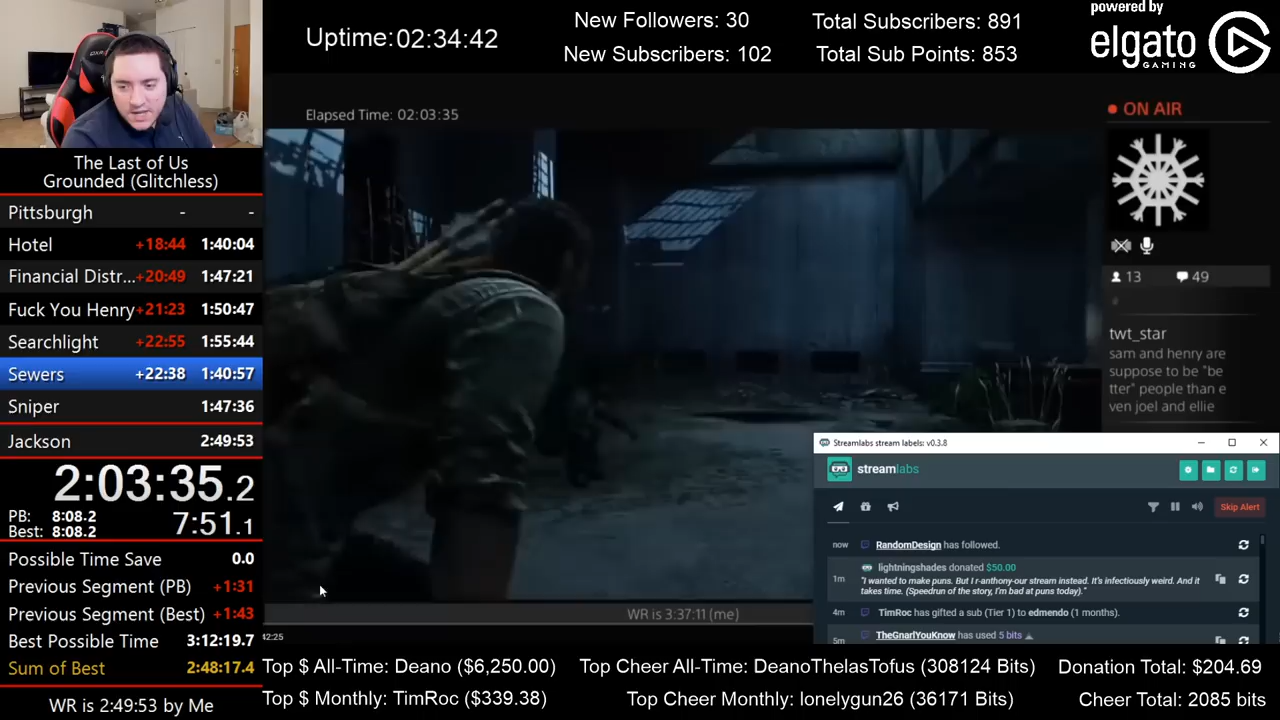 Uptime: 02:34:42
New Followers: 30
New Subscribers: 102
Total Subscribers: 891
Total Sub Points: 853
powered by
elgato
GAMING
The Last of Us
Grounded (Glitchless)
Pittsburgh - -
Hotel +18:44 1:40:04
Financial Distr... +20:49 1:47:21
Fuck You Henry +21:23 1:50:47
Searchlight +22:55 1:55:44
Sewers +22:38 1:40:57
Sniper 1:47:36
Jackson 2:49:53
2:03:35.2
PB: 8:08.2
Best: 8:08.2
7:51.1
Possible Time Save 0.0
Previous Segment (PB) +1:31
Previous Segment (Best) +1:43
Best Possible Time 3:12:19.7
Sum of Best 2:48:17.4
WR is 2:49:53 by Me
Elapsed Time: 02:03:35
ON AIR
13 49
twt_star
sam and henry are
suppose to be "be
tter" people than e
ven joel and ellie
WR is 3:37:11 (me)
42:25
Streamlabs stream labels: v0.3.8
streamlabs
Skip Alert
now RandomDesign has followed.
lightningshades donated $50.00
1m "I wanted to make puns. But I r-anthony-our stream instead. It's infectiously weird. And it
takes time. (Speedrun of the story, I'm bad at puns today)."
4m TimRoc has gifted a sub (Tier 1) to edmendo (1 months).
5m TheGnarlYouKnow has used 5 bits
Top $ All-Time: Deano ($6,250.00)
Top Cheer All-Time: DeanoThelasTofus (308124 Bits)
Donation Total: $204.69
Top $ Monthly: TimRoc ($339.38)
Top Cheer Monthly: lonelygun26 (36171 Bits)
Cheer Total: 2085 bits